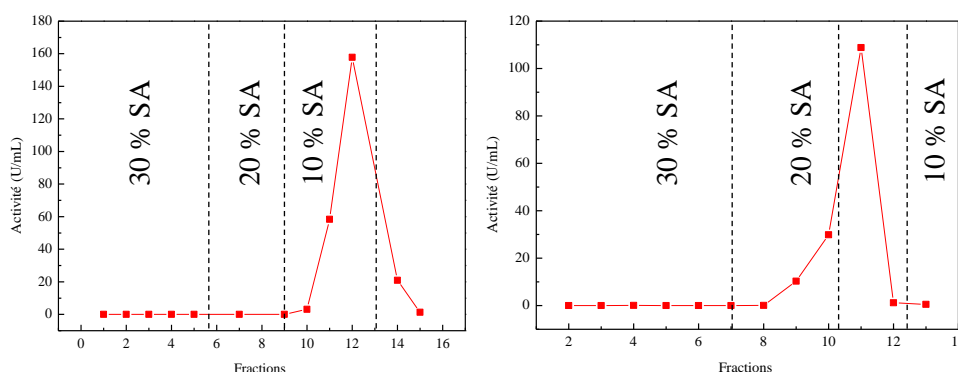 180
160
140
120
100
80
60
40
20
0
Activité (U/mL)
30 % SA
20 % SA
10 % SA
0 2 4 6 8 10 12 14 16
Fractions
120
100
80
60
40
20
0
Activité (U/mL)
30 % SA
20 % SA
10 % SA
2 4 6 8 10 12 1
Fractions